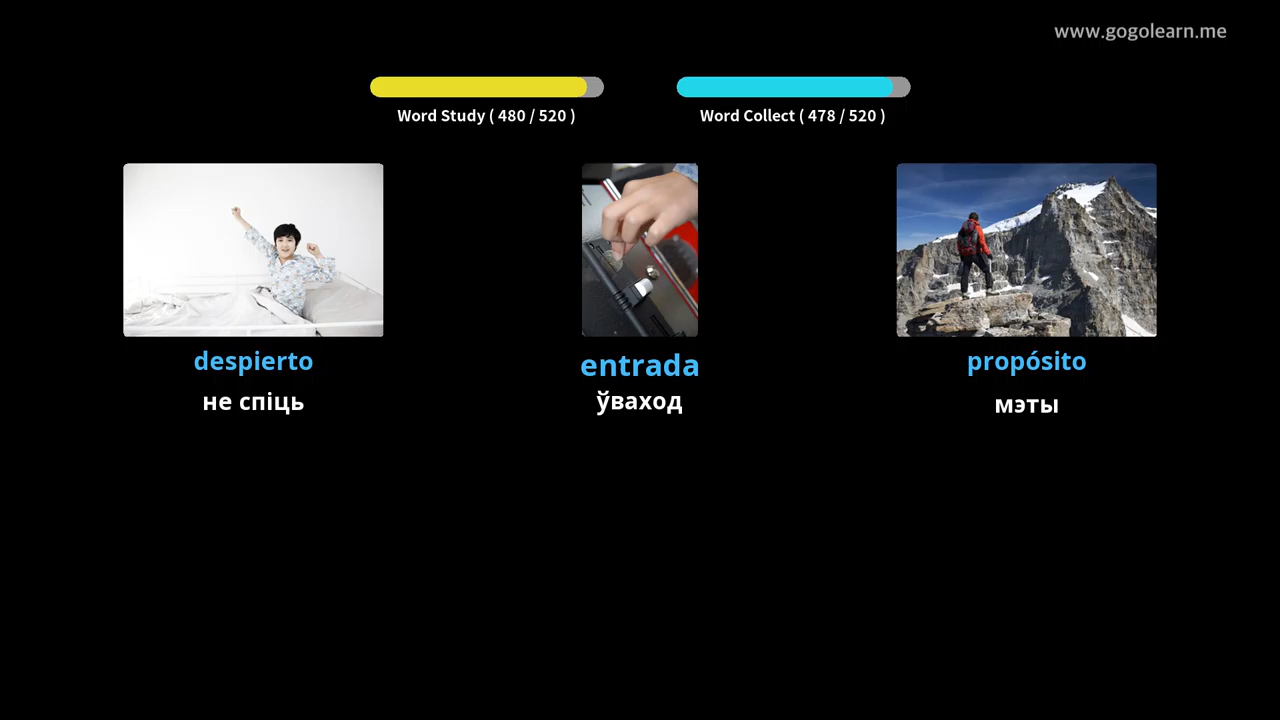 www.gogolearn.me
Word Study ( 480 / 520 )
Word Collect ( 478 / 520 )
despierto
entrada
propósito
не спіць
ўваход
мэты